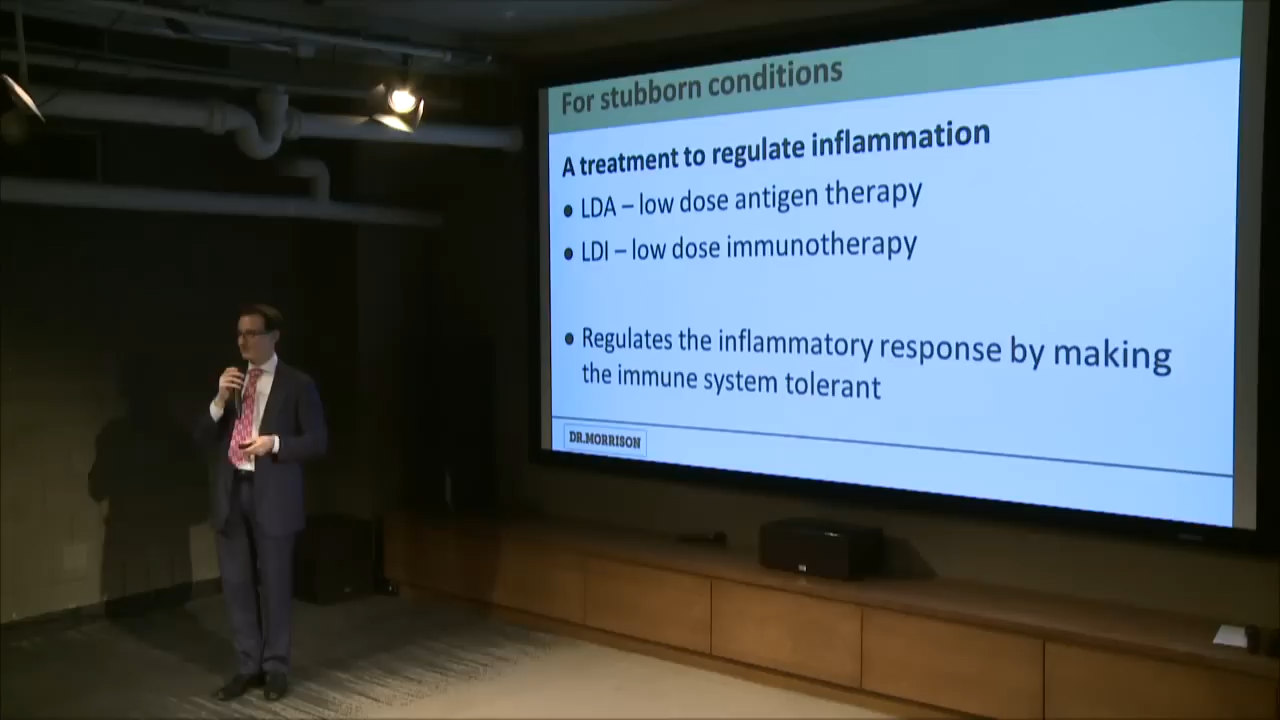 For stubborn conditions
A treatment to regulate inflammation
● LDA – low dose antigen therapy
● LDI – low dose immunotherapy
● Regulates the inflammatory response by making
the immune system tolerant
DR.MORRISON